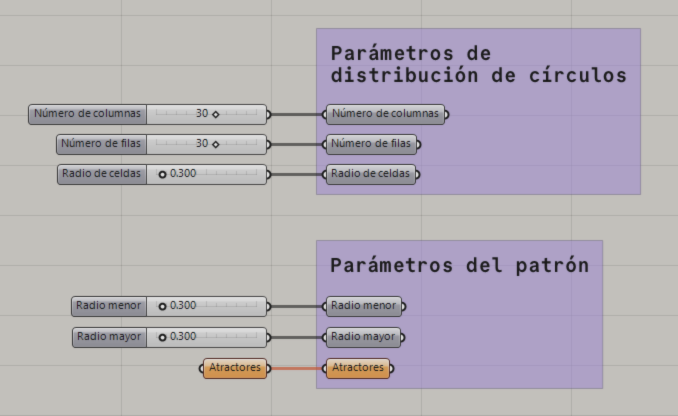 Parámetros de
distribución de círculos
Número de columnas 30 Número de columnas
Número de filas 30 Número de filas
Radio de celdas 0.300 Radio de celdas
Parámetros del patrón
Radio menor 0.300 Radio menor
Radio mayor 0.300 Radio mayor
Atractores Atractores